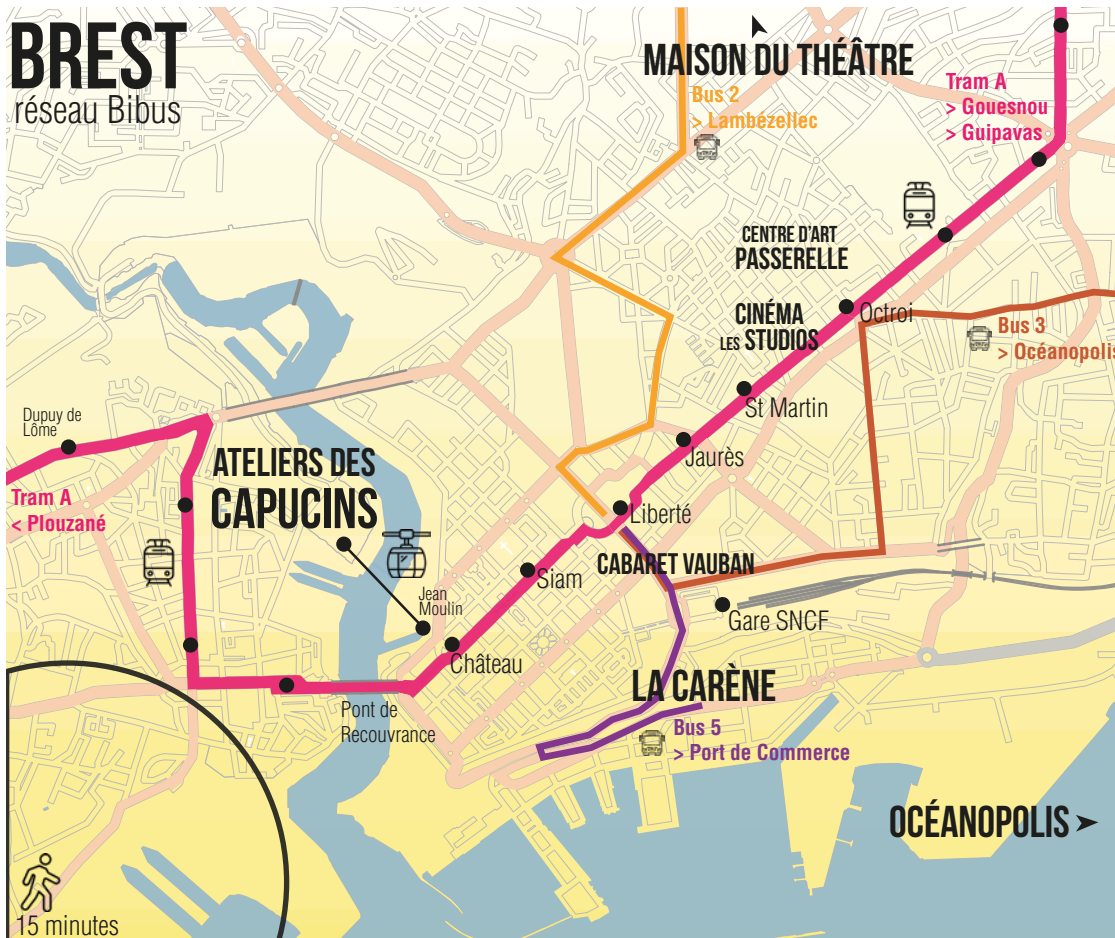 BREST
réseau Bibus
MAISON DU THÉÂTRE
Bus 2
> Lambézellec
Tram A
> Gouesnou
> Guipavas
CENTRE D'ART
PASSERELLE
CINÉMA
LES STUDIOS
Octroi
Bus 3
> Océanopolis
St Martin
Dupuy de
Lôme
Jaurès
ATELIERS DES
CAPUCINS
Tram A
< Plouzané
Liberté
CABARET VAUBAN
Siam
Jean
Moulin
Gare SNCF
Château
LA CARÈNE
Pont de
Recouvrance
Bus 5
> Port de Commerce
OCÉANOPOLIS
15 minutes